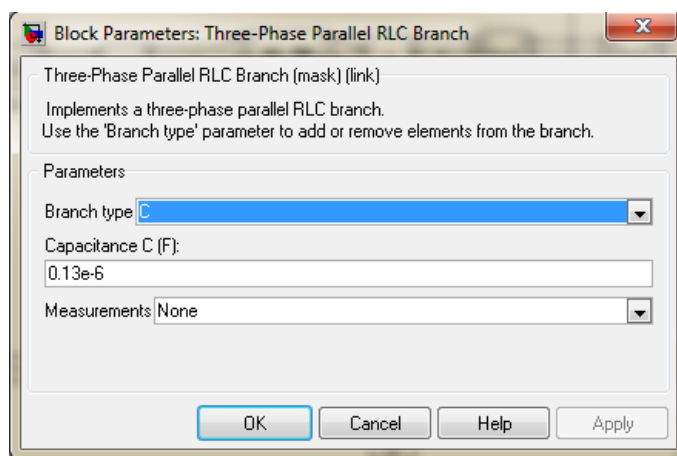 Block Parameters: Three-Phase Parallel RLC Branch
Three-Phase Parallel RLC Branch (mask) (link)
Implements a three-phase parallel RLC branch.
Use the 'Branch type' parameter to add or remove elements from the branch.
Parameters
Branch type C
Capacitance C (F):
0.13e-6
Measurements None
OK Cancel Help Apply